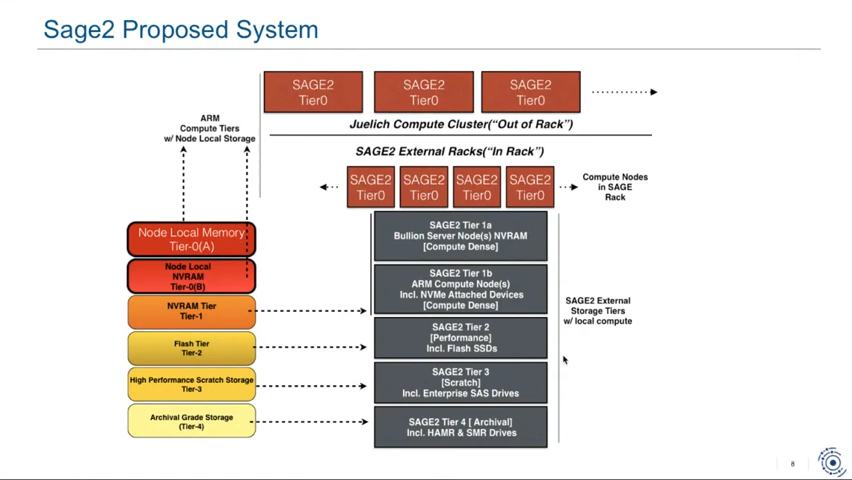 Sage2 Proposed System
SAGE2
Tier0
SAGE2
Tier0
SAGE2
Tier0
ARM
Compute Tiers
w/ Node Local Storage
Juelich Compute Cluster("Out of Rack")
SAGE2 External Racks("In Rack")
SAGE2
Tier0
SAGE2
Tier0
SAGE2
Tier0
SAGE2
Tier0
Compute Nodes
in SAGE
Rack
Node Local Memory
Tier-0(A)
Node Local
NVRAM
Tier-0(B)
NVRAM Tier
Tier-1
Flash Tier
Tier-2
High Performance Scratch Storage
Tier-3
Archival Grade Storage
(Tier-4)
SAGE2 Tier 1a
Bullion Server Node(s) NVRAM
[Compute Dense]
SAGE2 Tier 1b
ARM Compute Node(s)
Incl. NVMe Attached Devices
[Compute Dense]
SAGE2 Tier 2
[Performance]
Incl. Flash SSDs
SAGE2 Tier 3
[Scratch]
Incl. Enterprise SAS Drives
SAGE2 Tier 4 [ Archival]
Incl. HAMR & SMR Drives
SAGE2 External
Storage Tiers
w/ local compute
8